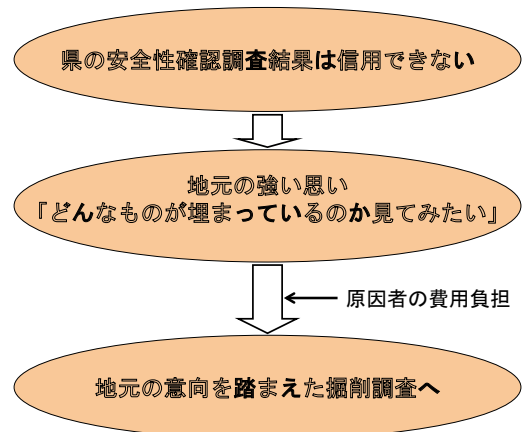 県の安全性確認調査結果は信用できない
地元の強い思い
「どんなものが埋まっているのか見てみたい」
原因者の費用負担
地元の意向を踏まえた掘削調査へ